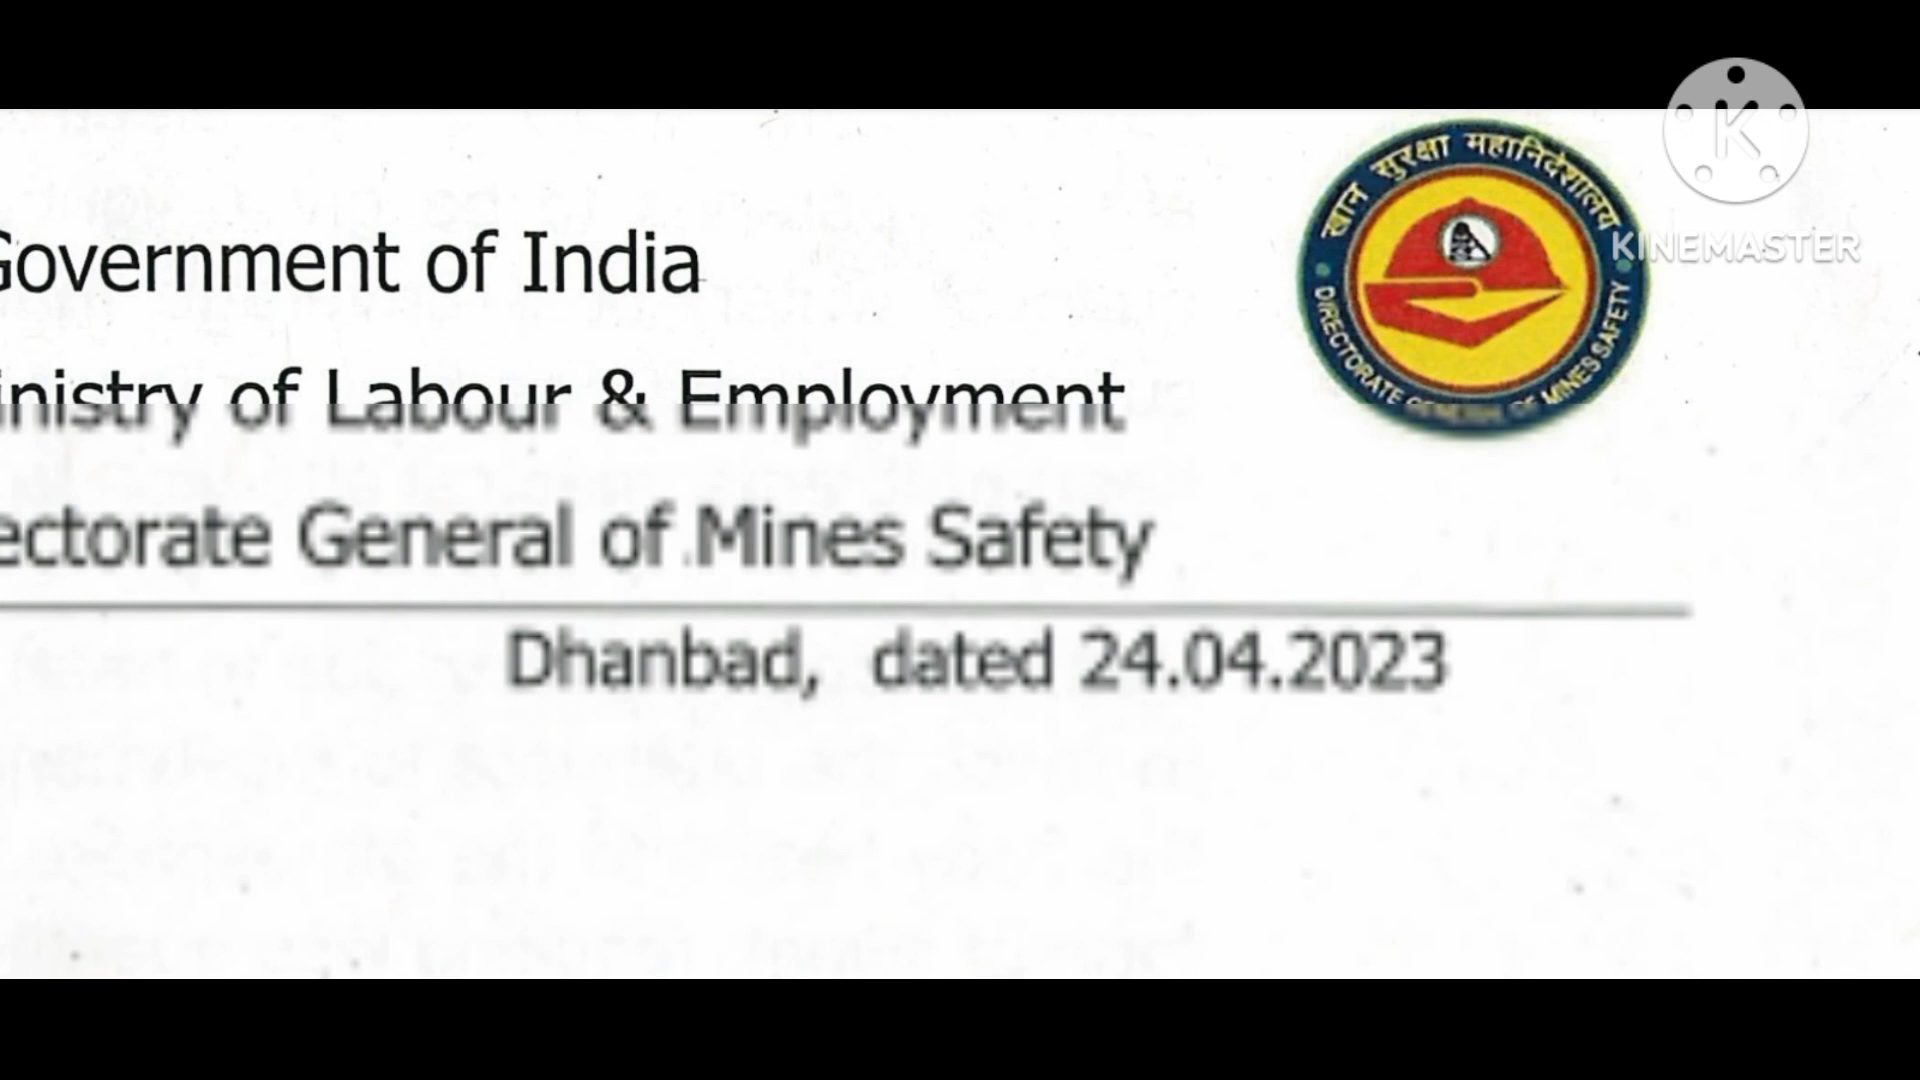 Government of India
inistry of Labour & Employment
ectorate General of Mines Safety
Dhanbad, dated 24.04.2023
खान सुरक्षा महानिदेशालय
DIRECTORATE GENERAL OF MINES SAFETY
K
KINEMASTER